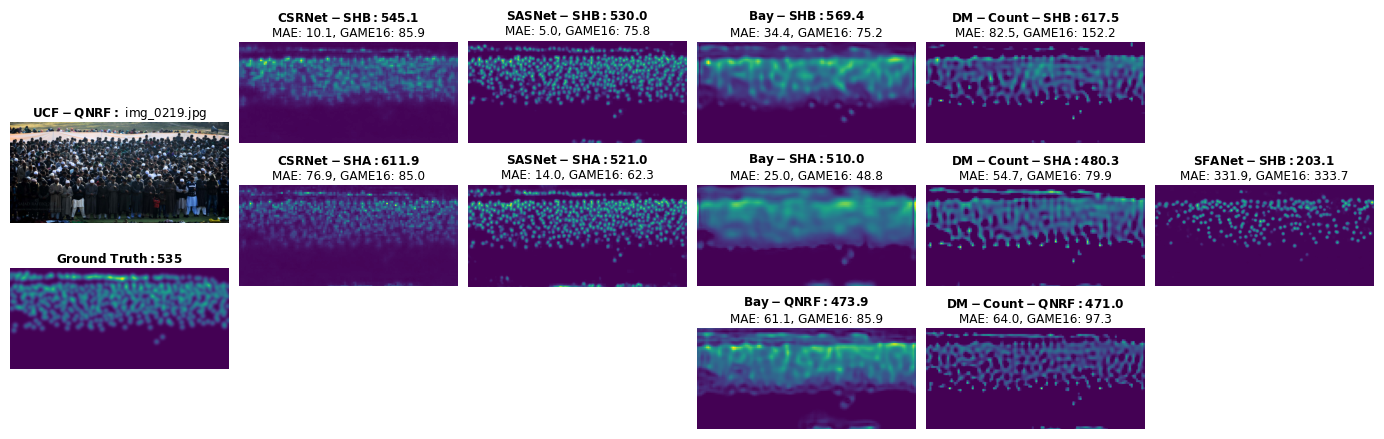 CSRNet − SHB : 545.1
MAE: 10.1, GAME16: 85.9
SASNet − SHB : 530.0
MAE: 5.0, GAME16: 75.8
Bay − SHB : 569.4
MAE: 34.4, GAME16: 75.2
DM − Count − SHB : 617.5
MAE: 82.5, GAME16: 152.2
UCF − QNRF : img_0219.jpg
CSRNet − SHA : 611.9
MAE: 76.9, GAME16: 85.0
SASNet − SHA : 521.0
MAE: 14.0, GAME16: 62.3
Bay − SHA : 510.0
MAE: 25.0, GAME16: 48.8
DM − Count − SHA : 480.3
MAE: 54.7, GAME16: 79.9
SFANet − SHB : 203.1
MAE: 331.9, GAME16: 333.7
Ground Truth : 535
Bay − QNRF : 473.9
MAE: 61.1, GAME16: 85.9
DM − Count − QNRF : 471.0
MAE: 64.0, GAME16: 97.3